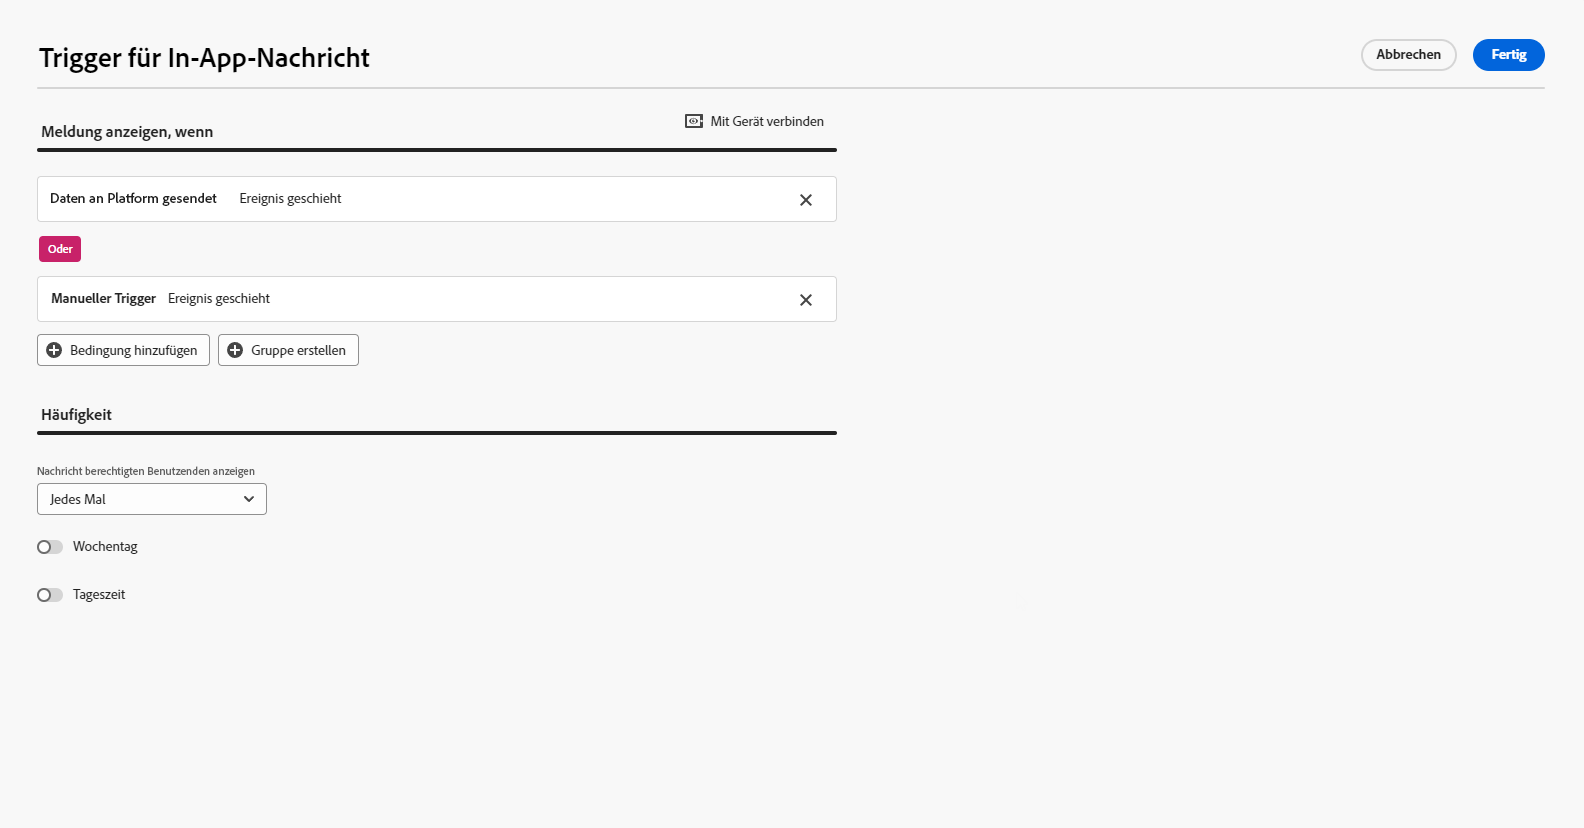 Trigger für In-App-Nachricht
Abbrechen
Fertig
Meldung anzeigen, wenn
Mit Gerät verbinden
Daten an Platform gesendet Ereignis geschieht
Oder
Manueller Trigger Ereignis geschieht
Bedingung hinzufügen
Gruppe erstellen
Häufigkeit
Nachricht berechtigten Benutzenden anzeigen
Jedes Mal
Wochentag
Tageszeit